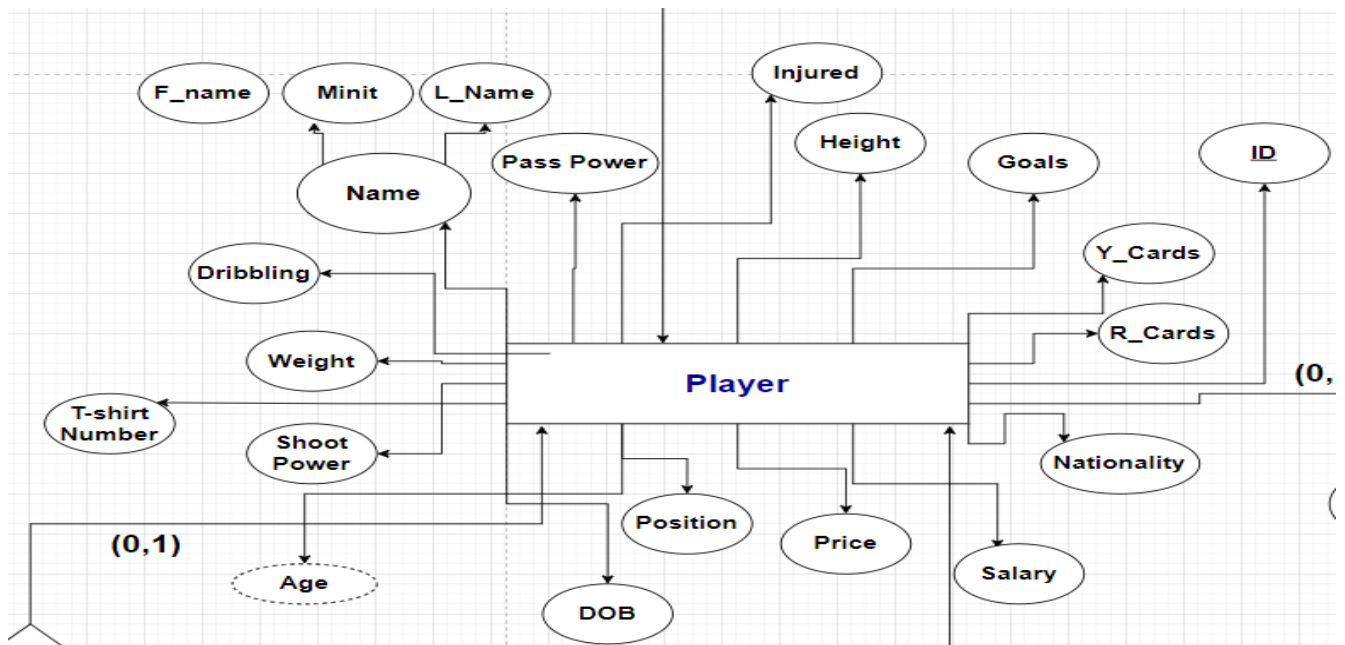 Injured
F_name
Minit
L_Name
Height
Pass Power
Goals
ID
Name
Y_Cards
Dribbling
R_Cards
Weight
Player
(0,
T-shirt
Number
Shoot
Power
Nationality
Position
(0,1)
Price
Age
Salary
DOB